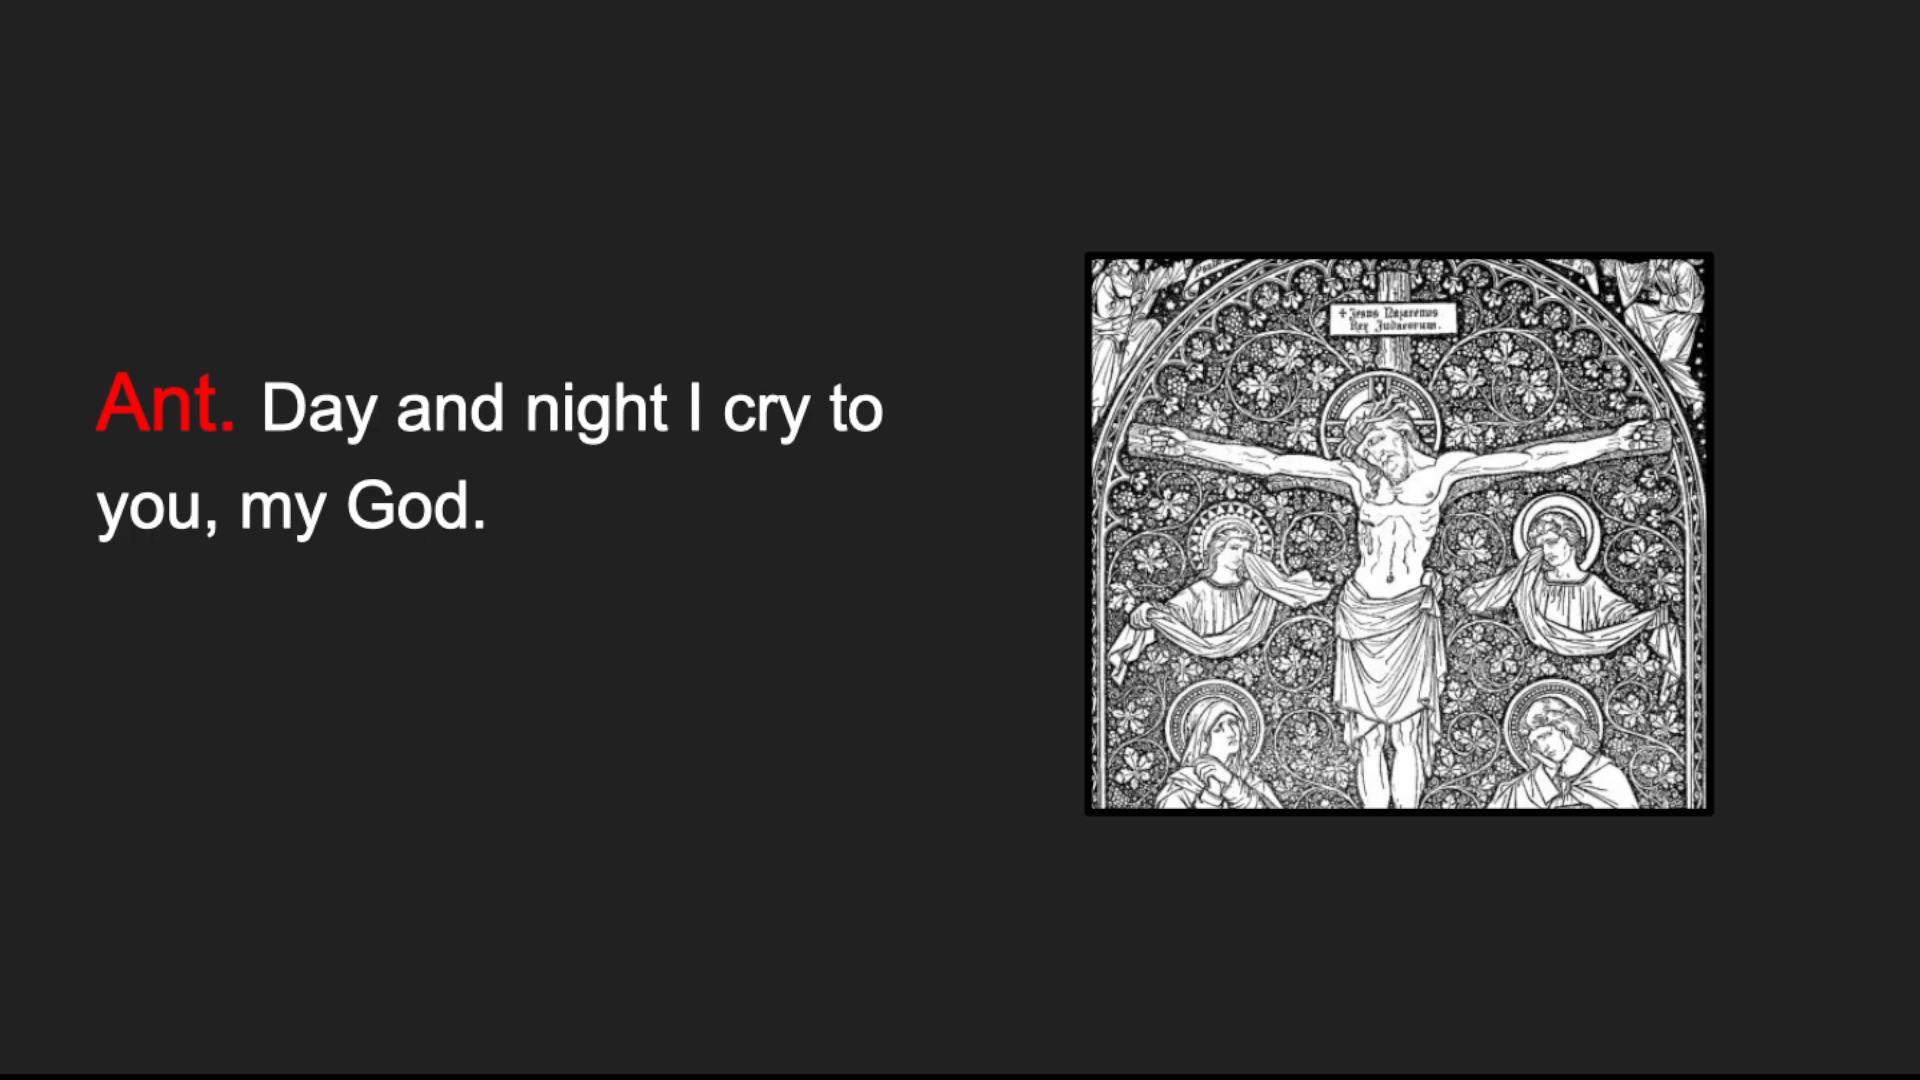 Ant. Day and night I cry to
you, my God.
+ Jesus Nazarenus
Rex Judaeorum.